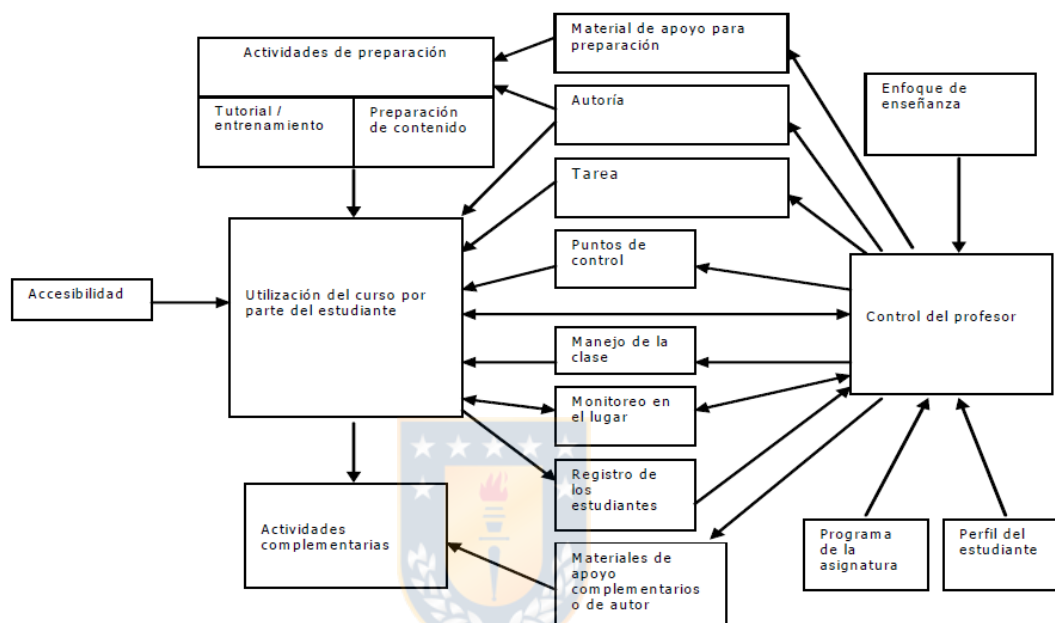 Actividades de preparación
Tutorial /
entrenamiento
Preparación
de contenido
Material de apoyo para
preparación
Autoría
Tarea
Enfoque de
enseñanza
Accesibilidad
Utilización del curso por
parte del estudiante
Puntos de
control
Control del profesor
Manejo de la
clase
Monitoreo en
el lugar
Registro de
los
estudiantes
Actividades
complementarias
Materiales de
apoyo
complementarios
o de autor
Programa
de la
asignatura
Perfil del
estudiante